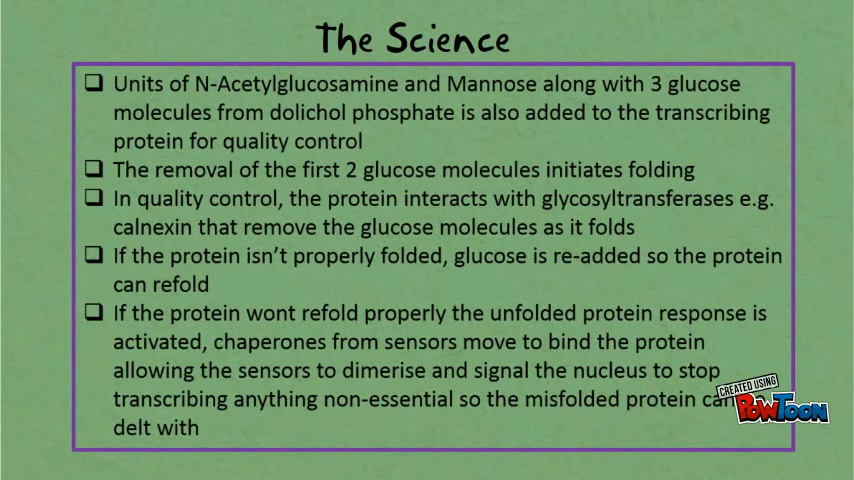 The Science
Units of N-Acetylglucosamine and Mannose along with 3 glucose
molecules from dolichol phosphate is also added to the transcribing
protein for quality control
The removal of the first 2 glucose molecules initiates folding
In quality control, the protein interacts with glycosyltransferases e.g.
calnexin that remove the glucose molecules as it folds
If the protein isn't properly folded, glucose is re-added so the protein
can refold
If the protein wont refold properly the unfolded protein response is
activated, chaperones from sensors move to bind the protein
allowing the sensors to dimerise and signal the nucleus to stop
transcribing anything non-essential so the misfolded protein can
delt with
CREATED USING
POWTOON